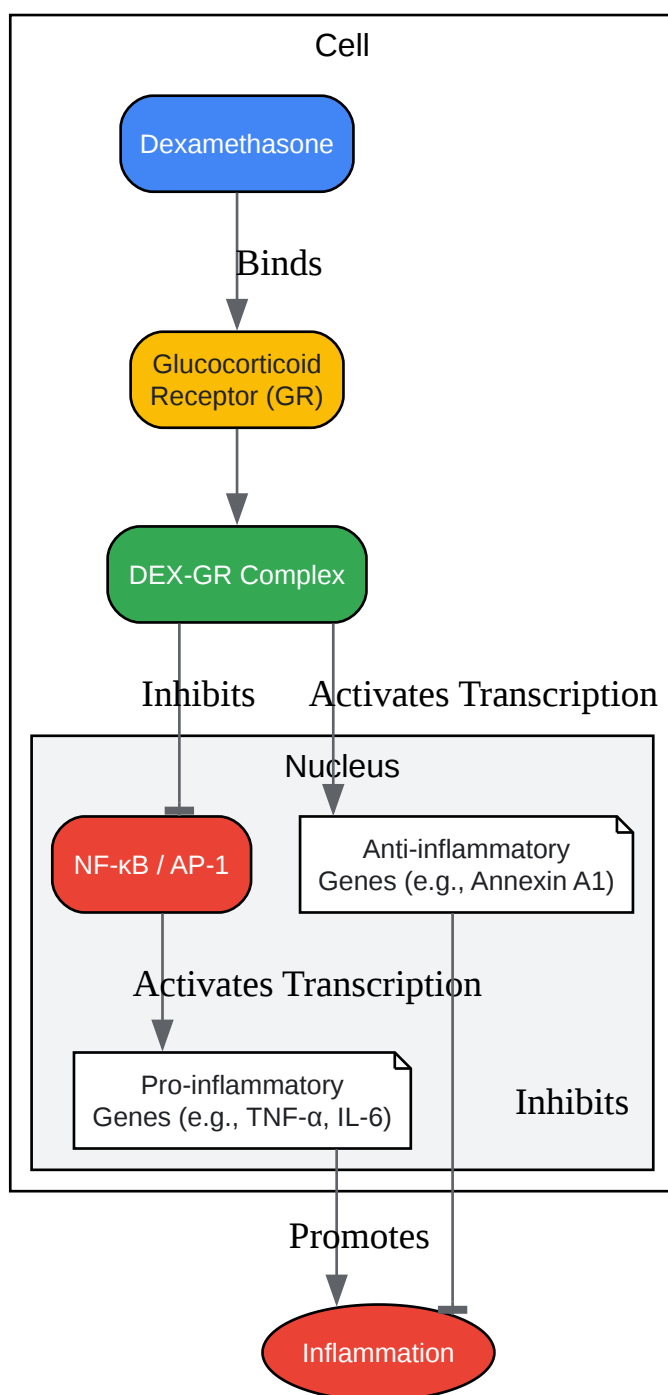 Cell
Dexamethasone
Binds
Glucocorticoid
Receptor (GR)
DEX-GR Complex
Inhibits
Activates Transcription
Nucleus
NF-κB / AP-1
Anti-inflammatory
Genes (e.g., Annexin A1)
Activates Transcription
Pro-inflammatory
Genes (e.g., TNF-α, IL-6)
Inhibits
Promotes
Inflammation